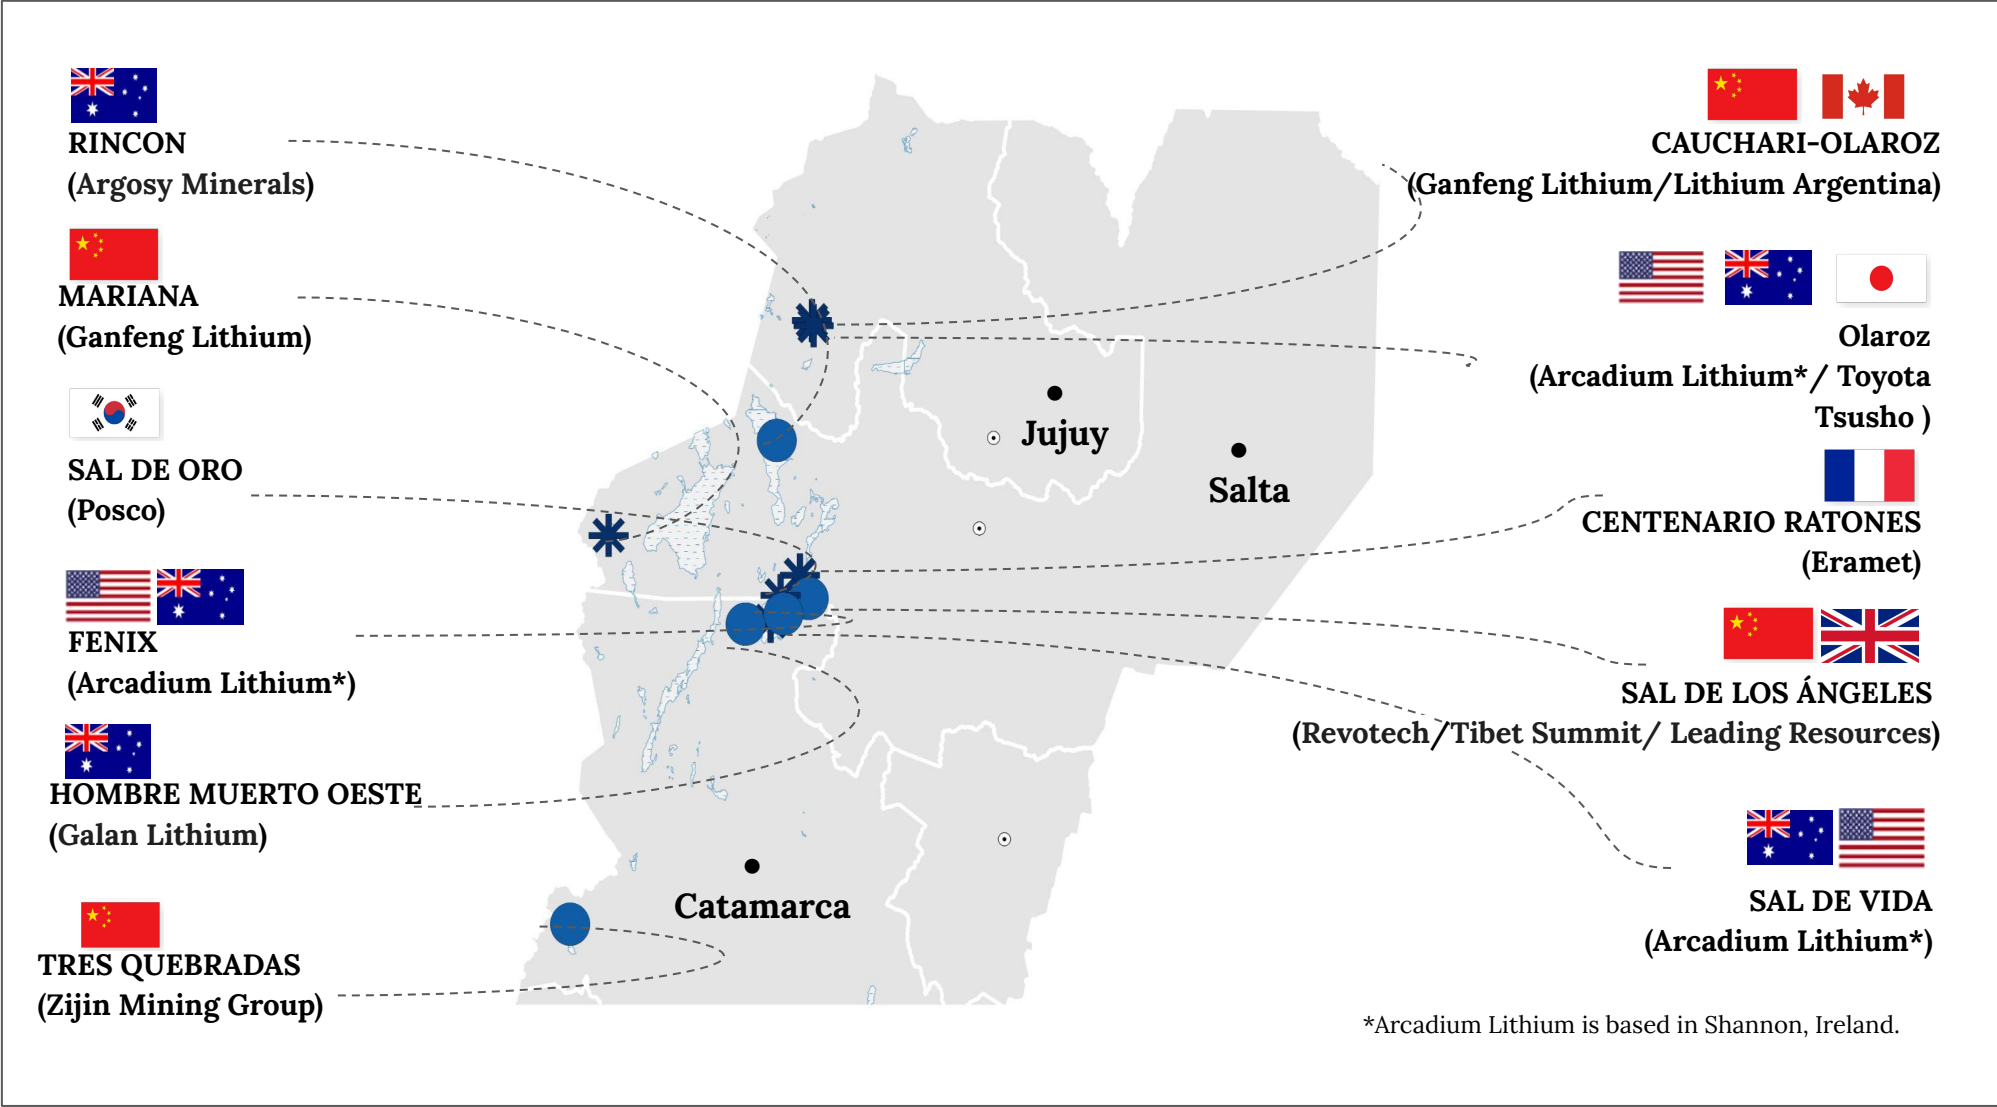 RINCON
(Argosy Minerals)
MARIANA
(Ganfeng Lithium)
SAL DE ORO
(Posco)
FENIX
(Arcadium Lithium*)
HOMBRE MUERTO OESTE
(Galan Lithium)
TRES QUEBRADAS
(Zijin Mining Group)
Jujuy
Salta
Catamarca
CAUCHARI-OLAROZ
(Ganfeng Lithium/Lithium Argentina)
Olaroz
(Arcadium Lithium*/ Toyota
Tsusho )
CENTENARIO RATONES
(Eramet)
SAL DE LOS ÁNGELES
(Revotech/Tibet Summit/ Leading Resources)
SAL DE VIDA
(Arcadium Lithium*)
*Arcadium Lithium is based in Shannon, Ireland.